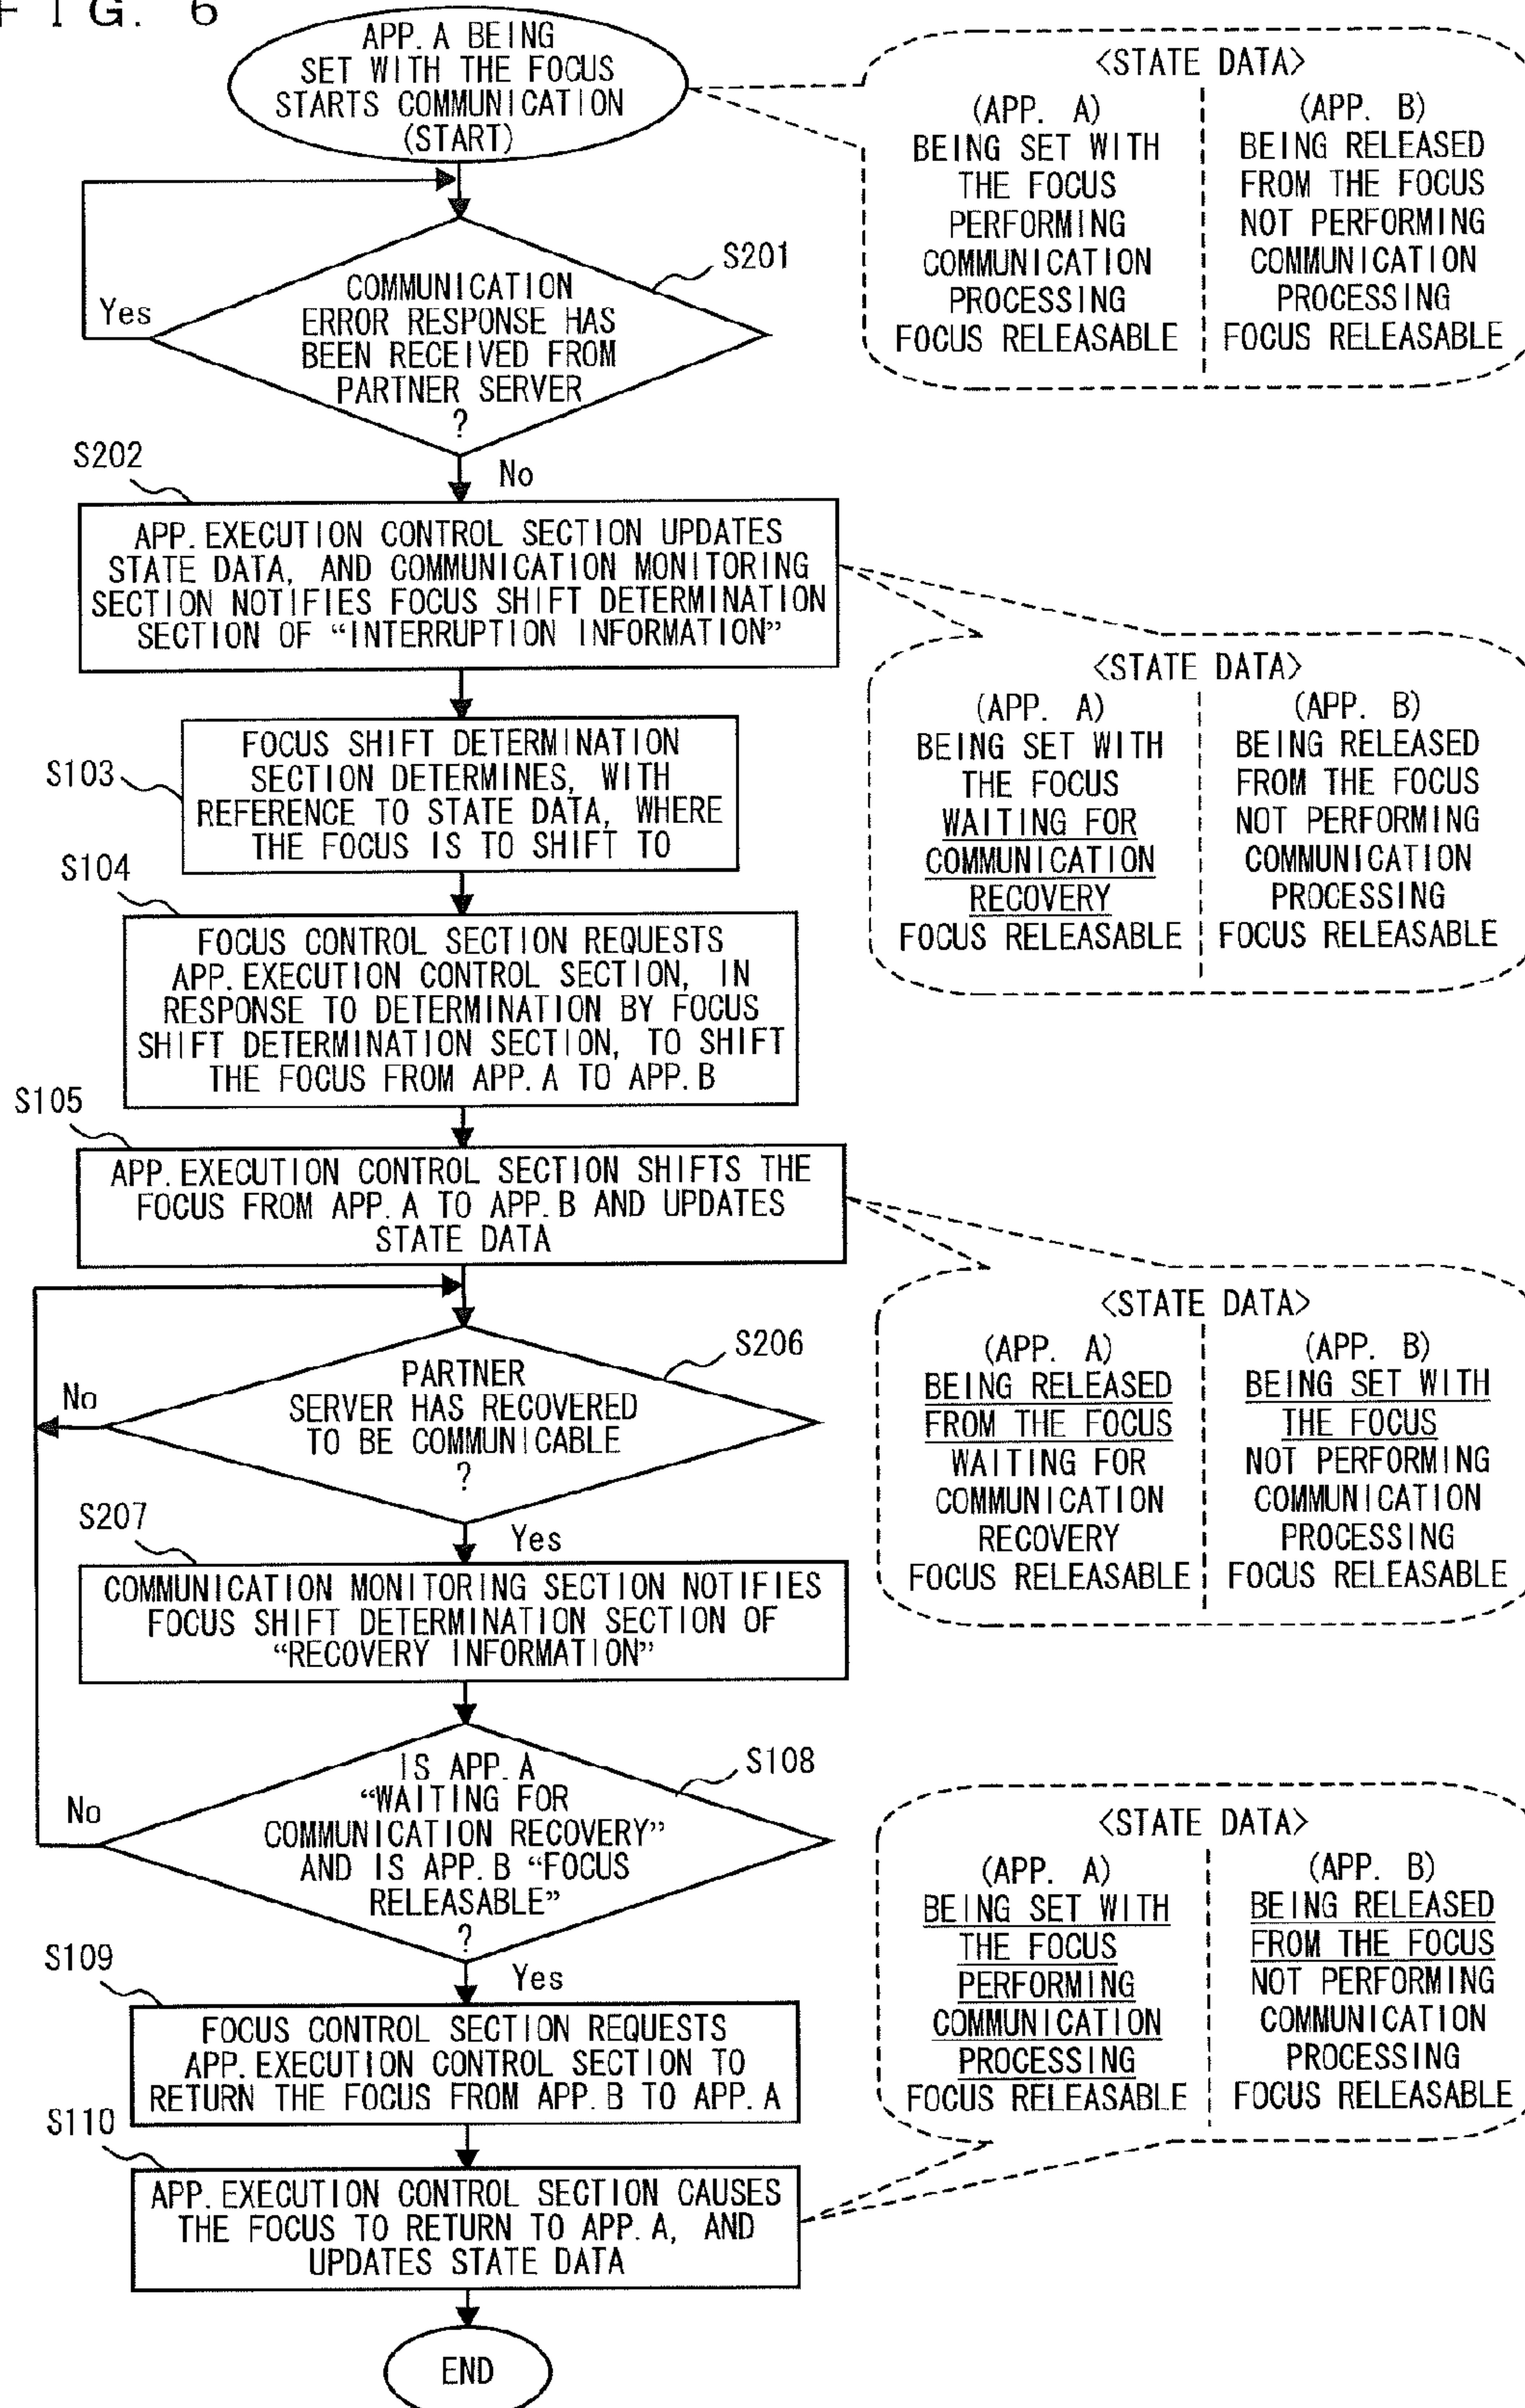 FIG. 6
APP. A BEING
SET WITH THE FOCUS
STARTS COMMUNICATION
(START)
<STATE DATA>
(APP. A)
BEING SET WITH
THE FOCUS
PERFORMING
COMMUNICATION
PROCESSING
FOCUS RELEASABLE
(APP. B)
BEING RELEASED
FROM THE FOCUS
NOT PERFORMING
COMMUNICATION
PROCESSING
FOCUS RELEASABLE
S201
COMMUNICATION
ERROR RESPONSE HAS
BEEN RECEIVED FROM
PARTNER SERVER
?
Yes
No
S202
APP. EXECUTION CONTROL SECTION UPDATES
STATE DATA, AND COMMUNICATION MONITORING
SECTION NOTIFIES FOCUS SHIFT DETERMINATION
SECTION OF “INTERRUPTION INFORMATION”
<STATE DATA>
(APP. A)
BEING SET WITH
THE FOCUS
WAITING FOR
COMMUNICATION
RECOVERY
FOCUS RELEASABLE
(APP. B)
BEING RELEASED
FROM THE FOCUS
NOT PERFORMING
COMMUNICATION
PROCESSING
FOCUS RELEASABLE
S103
FOCUS SHIFT DETERMINATION
SECTION DETERMINES, WITH
REFERENCE TO STATE DATA, WHERE
THE FOCUS IS TO SHIFT TO
S104
FOCUS CONTROL SECTION REQUESTS
APP. EXECUTION CONTROL SECTION, IN
RESPONSE TO DETERMINATION BY FOCUS
SHIFT DETERMINATION SECTION, TO SHIFT
THE FOCUS FROM APP. A TO APP. B
S105
APP. EXECUTION CONTROL SECTION SHIFTS THE
FOCUS FROM APP. A TO APP. B AND UPDATES
STATE DATA
<STATE DATA>
(APP. A)
BEING RELEASED
FROM THE FOCUS
WAITING FOR
COMMUNICATION
RECOVERY
FOCUS RELEASABLE
(APP. B)
BEING SET WITH
THE FOCUS
NOT PERFORMING
COMMUNICATION
PROCESSING
FOCUS RELEASABLE
S206
PARTNER
SERVER HAS RECOVERED
TO BE COMMUNICABLE
?
No
Yes
S207
COMMUNICATION MONITORING SECTION NOTIFIES
FOCUS SHIFT DETERMINATION SECTION OF
“RECOVERY INFORMATION”
S108
IS APP. A
“WAITING FOR
COMMUNICATION RECOVERY”
AND IS APP. B “FOCUS
RELEASABLE”
?
No
Yes
S109
FOCUS CONTROL SECTION REQUESTS
APP. EXECUTION CONTROL SECTION TO
RETURN THE FOCUS FROM APP. B TO APP. A
<STATE DATA>
(APP. A)
BEING SET WITH
THE FOCUS
PERFORMING
COMMUNICATION
PROCESSING
FOCUS RELEASABLE
(APP. B)
BEING RELEASED
FROM THE FOCUS
NOT PERFORMING
COMMUNICATION
PROCESSING
FOCUS RELEASABLE
S110
APP. EXECUTION CONTROL SECTION CAUSES
THE FOCUS TO RETURN TO APP. A, AND
UPDATES STATE DATA
END